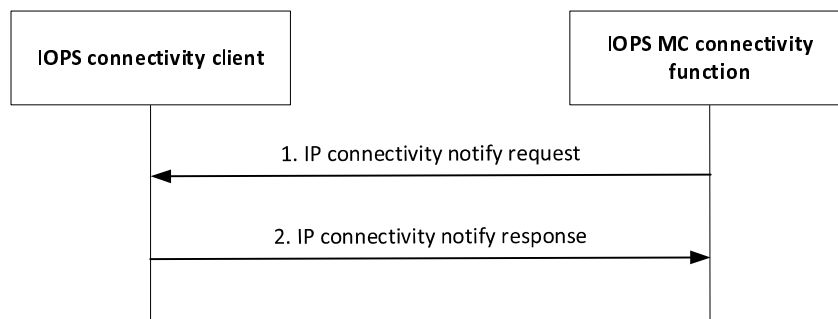 IOPS connectivity client
IOPS MC connectivity
function
1. IP connectivity notify request
2. IP connectivity notify response